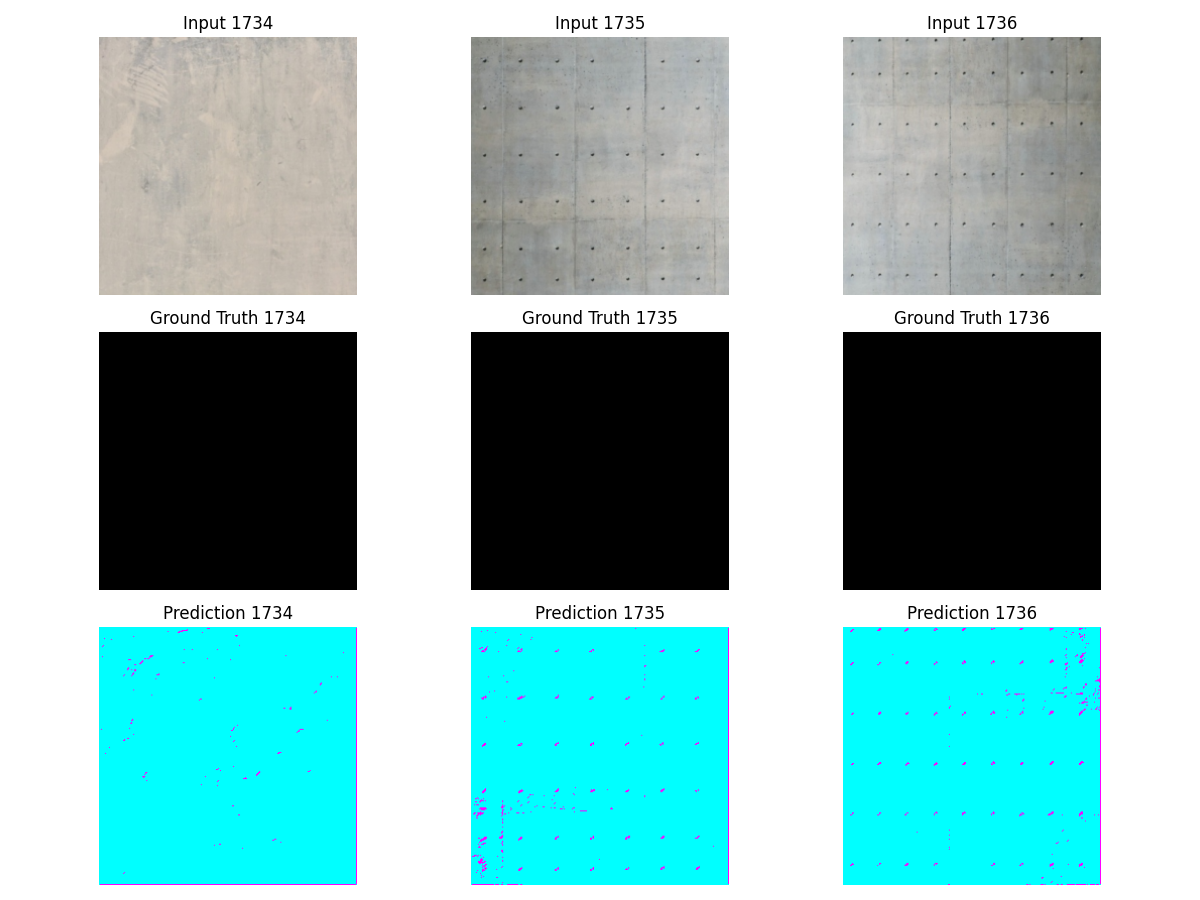 Input 1734
Input 1735
Input 1736
Ground Truth 1734
Ground Truth 1735
Ground Truth 1736
Prediction 1734
Prediction 1735
Prediction 1736